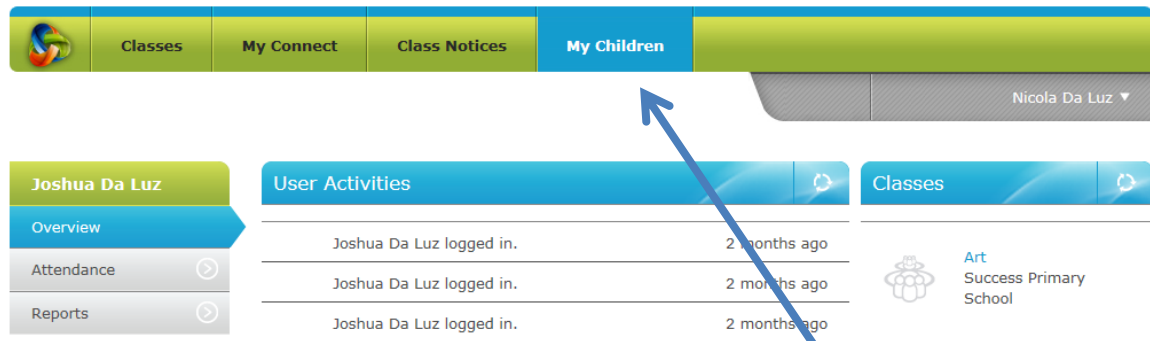 Classes My Connect Class Notices My Children
Nicola Da Luz
Joshua Da Luz
Overview
Attendance
Reports
User Activities
Joshua Da Luz logged in. 2 months ago
Joshua Da Luz logged in. 2 months ago
Joshua Da Luz logged in. 2 months ago
Classes
Art
Success Primary
School